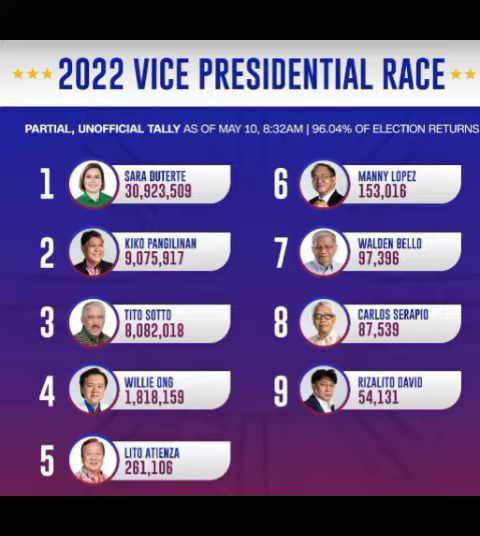 2022 VICE PRESIDENTIAL RACE
PARTIAL, UNOFFICIAL TALLY AS OF MAY 10, 8:32AM | 96.04% OF ELECTION RETURNS
1
SARA DUTERTE
30,923,509
2
KIKO PANGILINAN
9,075,917
3
TITO SOTTO
8,082,018
4
WILLIE ONG
1,818,159
5
LITO ATIENZA
261,106
6
MANNY LOPEZ
153,016
7
WALDEN BELLO
97,396
8
CARLOS SERAPIO
87,539
9
RIZALITO DAVID
54,131